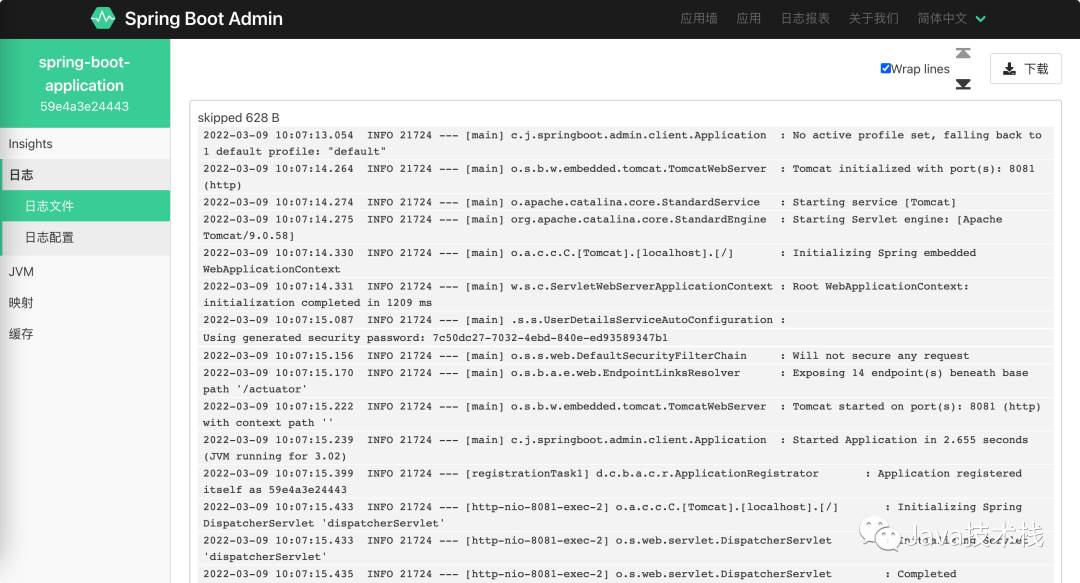 Spring Boot Admin
应用墙 应用 日志报表 关于我们 简体中文
spring-boot-
application
59e4a3e24443
Insights
日志
日志文件
日志配置
JVM
映射
缓存
Wrap lines
下载
skipped 628 B
2022-03-09 10:07:13.054  INFO 21724 --- [main] c.j.springboot.admin.client.Application  : No active profile set, falling back to
1 default profile: "default"
2022-03-09 10:07:14.264  INFO 21724 --- [main] o.s.b.w.embedded.tomcat.TomcatWebServer  : Tomcat initialized with port(s): 8081
(http)
2022-03-09 10:07:14.274  INFO 21724 --- [main] o.apache.catalina.core.StandardService   : Starting service [Tomcat]
2022-03-09 10:07:14.275  INFO 21724 --- [main] org.apache.catalina.core.StandardEngine  : Starting Servlet engine: [Apache
Tomcat/9.0.58]
2022-03-09 10:07:14.330  INFO 21724 --- [main] o.a.c.c.C.[Tomcat].[localhost].[/]       : Initializing Spring embedded
WebApplicationContext
2022-03-09 10:07:14.331  INFO 21724 --- [main] w.s.c.ServletWebServerApplicationContext : Root WebApplicationContext:
initialization completed in 1209 ms
2022-03-09 10:07:15.087  INFO 21724 --- [main] .s.s.UserDetailsServiceAutoConfiguration :
Using generated security password: 7c50dc27-7032-4ebd-840e-ed93589347b1
2022-03-09 10:07:15.156  INFO 21724 --- [main] o.s.s.web.DefaultSecurityFilterChain     : Will not secure any request
2022-03-09 10:07:15.170  INFO 21724 --- [main] o.s.b.a.e.web.EndpointLinksResolver      : Exposing 14 endpoint(s) beneath base
path '/actuator'
2022-03-09 10:07:15.222  INFO 21724 --- [main] o.s.b.w.embedded.tomcat.TomcatWebServer  : Tomcat started on port(s): 8081 (http)
with context path ''
2022-03-09 10:07:15.239  INFO 21724 --- [main] c.j.springboot.admin.client.Application  : Started Application in 2.655 seconds
(JVM running for 3.02)
2022-03-09 10:07:15.399  INFO 21724 --- [registrationTask1] d.c.b.a.c.r.ApplicationRegistrator       : Application registered
itself as 59e4a3e24443
2022-03-09 10:07:15.433  INFO 21724 --- [http-nio-8081-exec-2] o.a.c.c.C.[Tomcat].[localhost].[/]       : Initializing Spring
DispatcherServlet 'dispatcherServlet'
2022-03-09 10:07:15.433  INFO 21724 --- [http-nio-8081-exec-2] o.s.web.servlet.DispatcherServlet        : Initializing Servlet
'dispatcherServlet'
2022-03-09 10:07:15.435  INFO 21724 --- [http-nio-8081-exec-2] o.s.web.servlet.DispatcherServlet        : Completed
Java技术栈